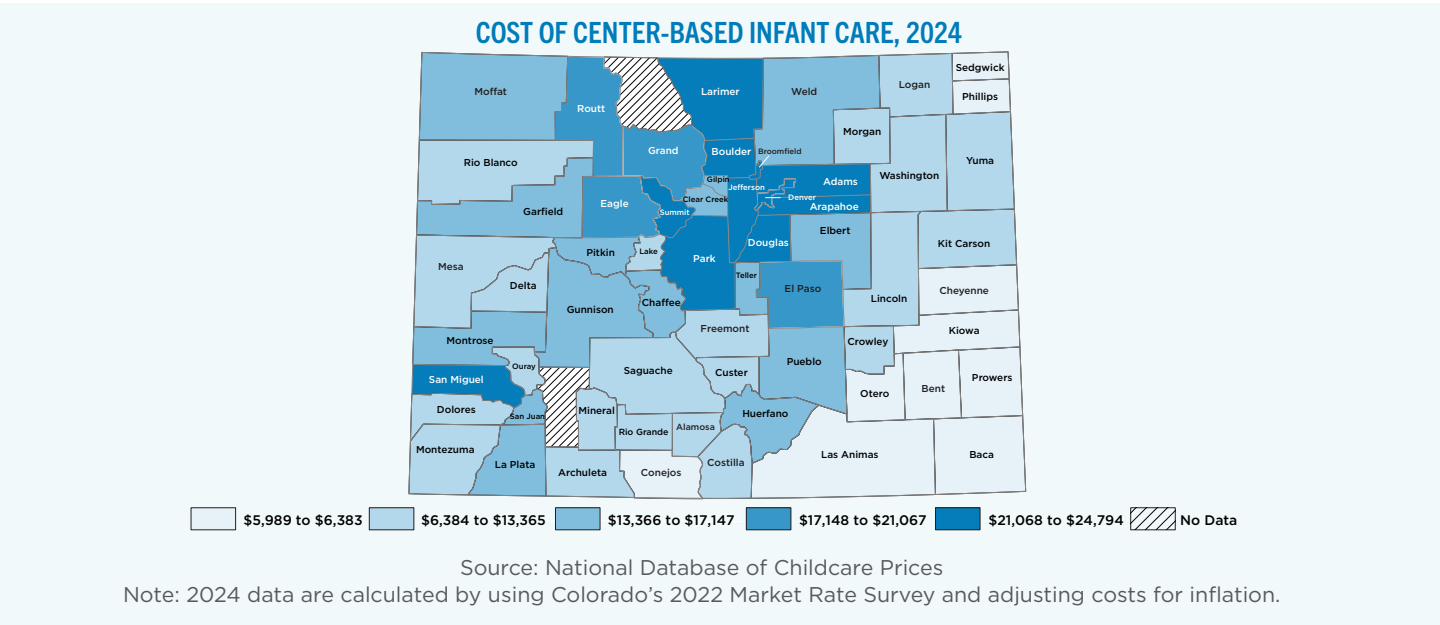 COST OF CENTER-BASED INFANT CARE, 2024
Sedgwick
Moffat
Larimer
Weld
Logan
Phillips
Routt
Morgan
Grand
Boulder
Broomfield
Rio Blanco
Yuma
Washington
Gilpin
Jefferson
Adams
Clear Creek
Denver
Eagle
Garfield
Summit
Arapahoe
Elbert
Douglas
Kit Carson
Pitkin
Lake
Park
Mesa
Teller
Delta
El Paso
Cheyenne
Lincoln
Chaffee
Gunnison
Freemont
Kiowa
Montrose
Crowley
Pueblo
Ouray
Saguache
Custer
San Miguel
Prowers
Bent
Otero
Dolores
Mineral
San Juan
Huerfano
Rio Grande
Alamosa
Montezuma
Las Animas
Baca
La Plata
Costilla
Archuleta
Conejos
$5,989 to $6,383 $6,384 to $13,365 $13,366 to $17,147 $17,148 to $21,067 $21,068 to $24,794 No Data
Source: National Database of Childcare Prices
Note: 2024 data are calculated by using Colorado’s 2022 Market Rate Survey and adjusting costs for inflation.